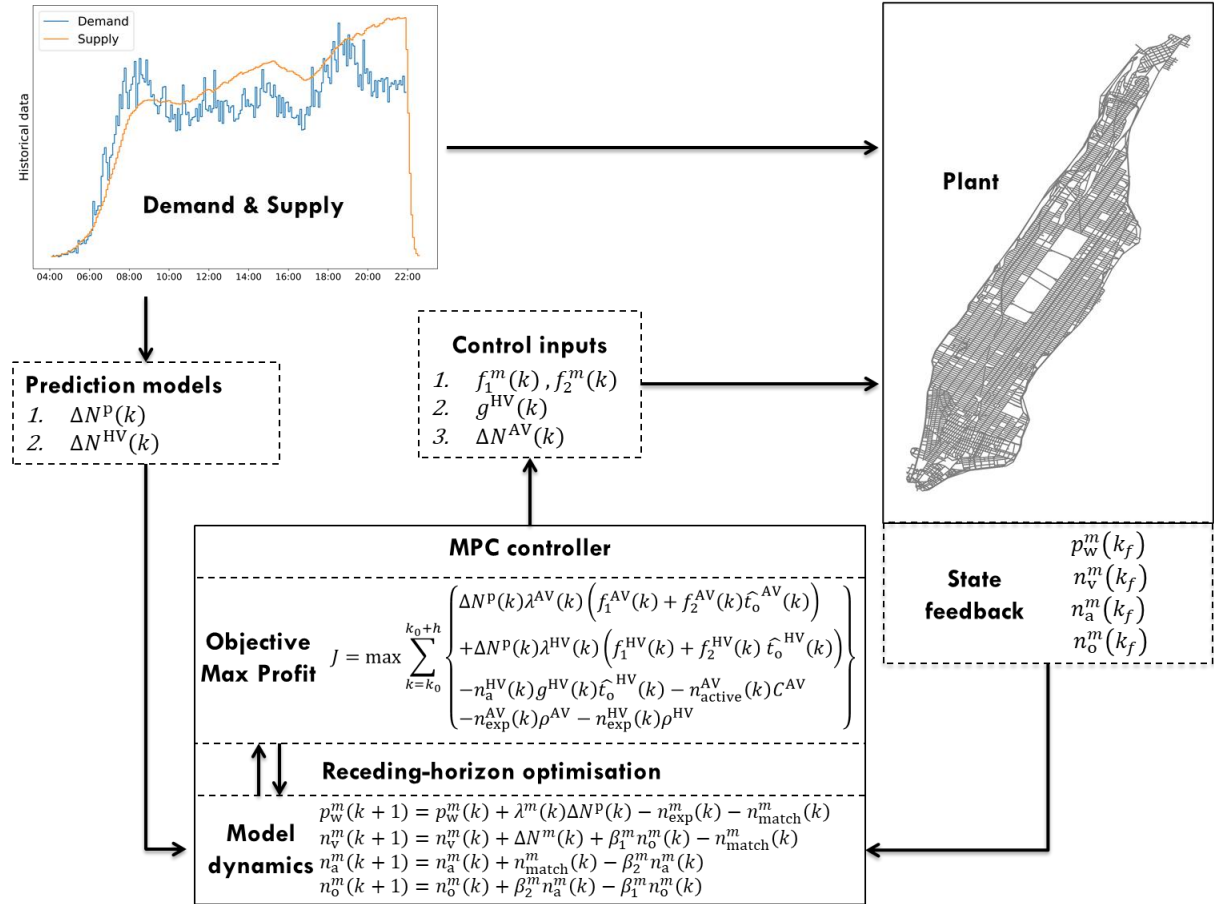 Demand
Supply
Historical data
Demand & Supply
04:00 06:00 08:00 10:00 12:00 14:00 16:00 18:00 20:00 22:00
Plant
Prediction models
1. ΔN^p(k)
2. ΔN^HV(k)
Control inputs
1. f_1^m(k) , f_2^m(k)
2. g^HV(k)
3. ΔN^AV(k)
State
feedback
p_w^m(k_f)
n_v^m(k_f)
n_a^m(k_f)
n_o^m(k_f)
MPC controller
Objective
Max Profit
J = max ∑_{k=k_0}^{k_0+h} {
ΔN^p(k)λ^AV(k) (f_1^AV(k) + f_2^AV(k)t̂_o^AV(k))
+ΔN^p(k)λ^HV(k) (f_1^HV(k) + f_2^HV(k) t̂_o^HV(k))
−n_a^HV(k)g^HV(k)t̂_o^HV(k) − n_active^AV(k)C^AV
−n_exp^AV(k)ρ^AV − n_exp^HV(k)ρ^HV }
Receding-horizon optimisation
Model
dynamics
p_w^m(k + 1) = p_w^m(k) + λ^m(k)ΔN^p(k) − n_exp^m(k) − n_match^m(k)
n_v^m(k + 1) = n_v^m(k) + ΔN^m(k) + β_1^m n_o^m(k) − n_match^m(k)
n_a^m(k + 1) = n_a^m(k) + n_match^m(k) − β_2^m n_a^m(k)
n_o^m(k + 1) = n_o^m(k) + β_2^m n_a^m(k) − β_1^m n_o^m(k)